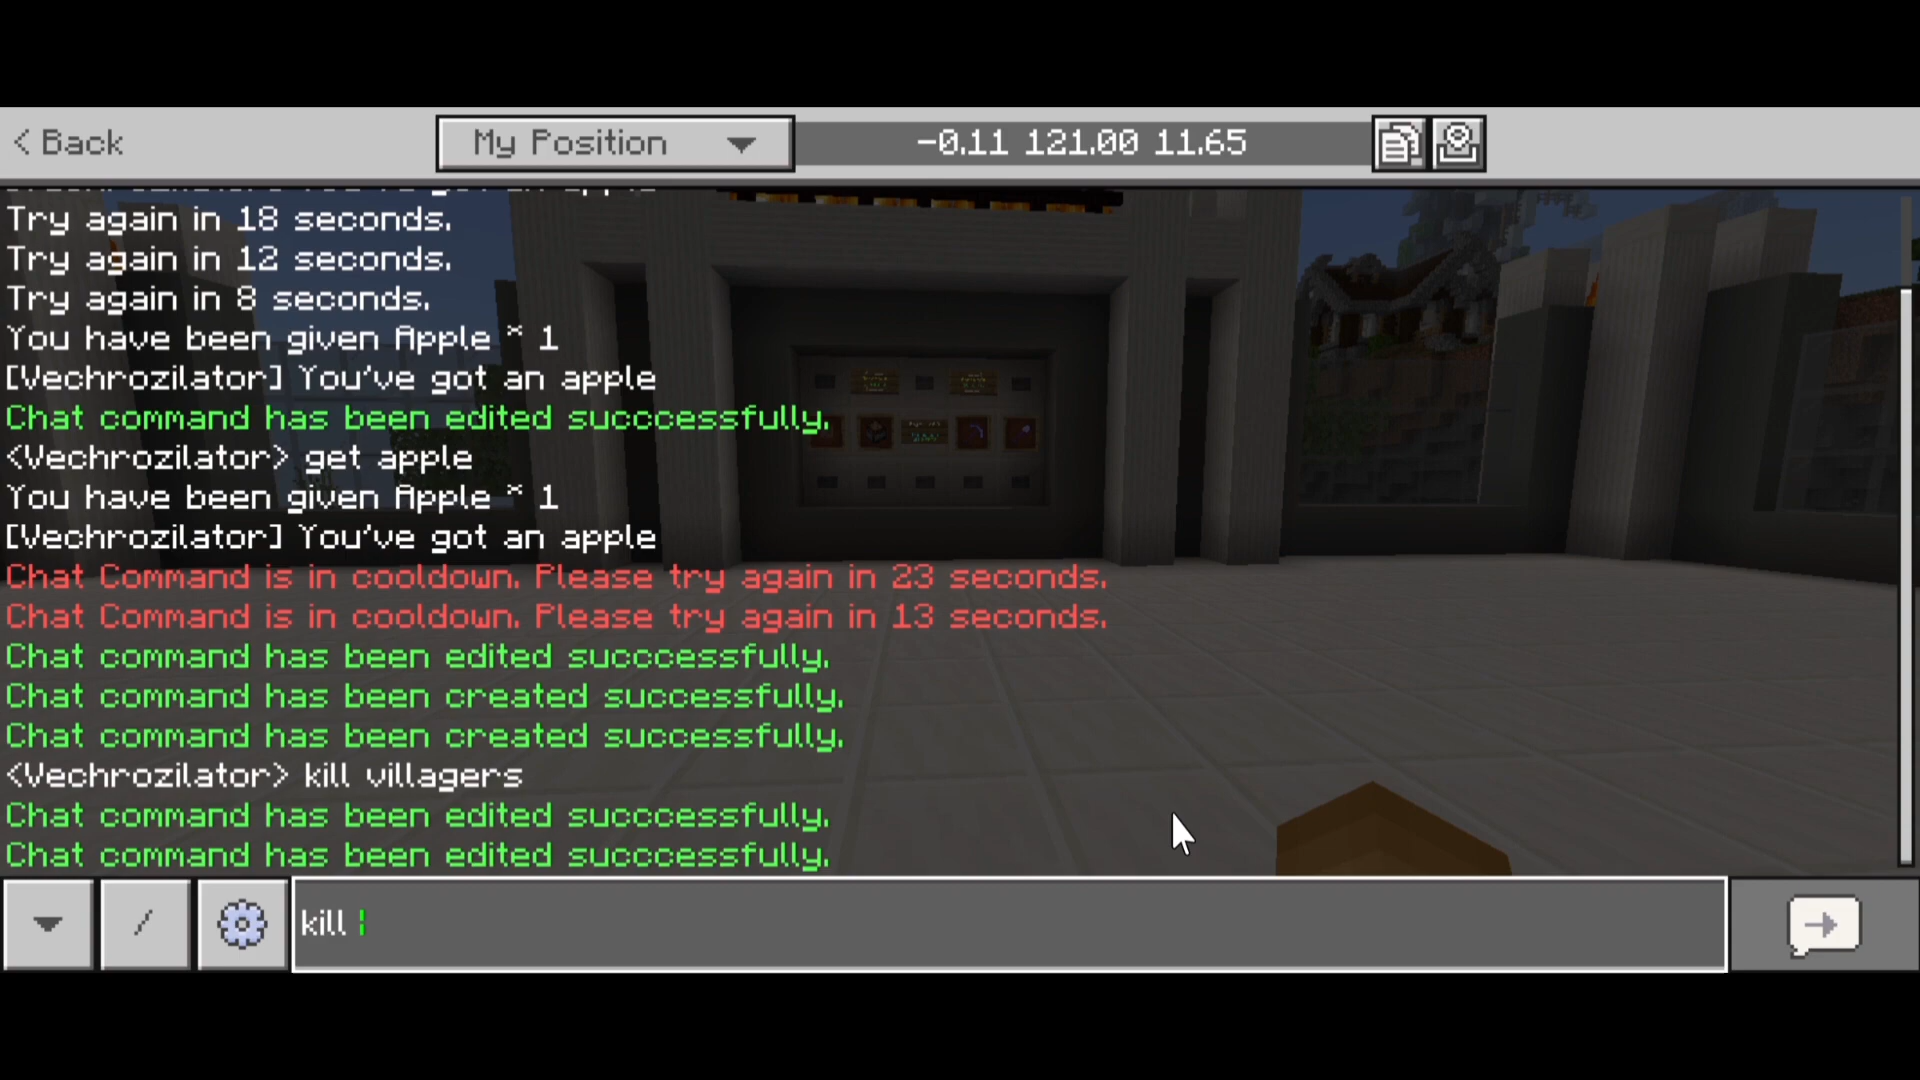 < Back
My Position
-0.11 121.00 11.65
Try again in 18 seconds.
Try again in 12 seconds.
Try again in 8 seconds.
You have been given Apple * 1
[Vechrozilator] You've got an apple
Chat command has been edited succcessfully.
<Vechrozilator> get apple
You have been given Apple * 1
[Vechrozilator] You've got an apple
Chat Command is in cooldown. Please try again in 23 seconds.
Chat Command is in cooldown. Please try again in 13 seconds.
Chat command has been edited succcessfully.
Chat command has been created successfully.
Chat command has been created successfully.
<Vechrozilator> kill villagers
Chat command has been edited succcessfully.
Chat command has been edited succcessfully.
/
kill